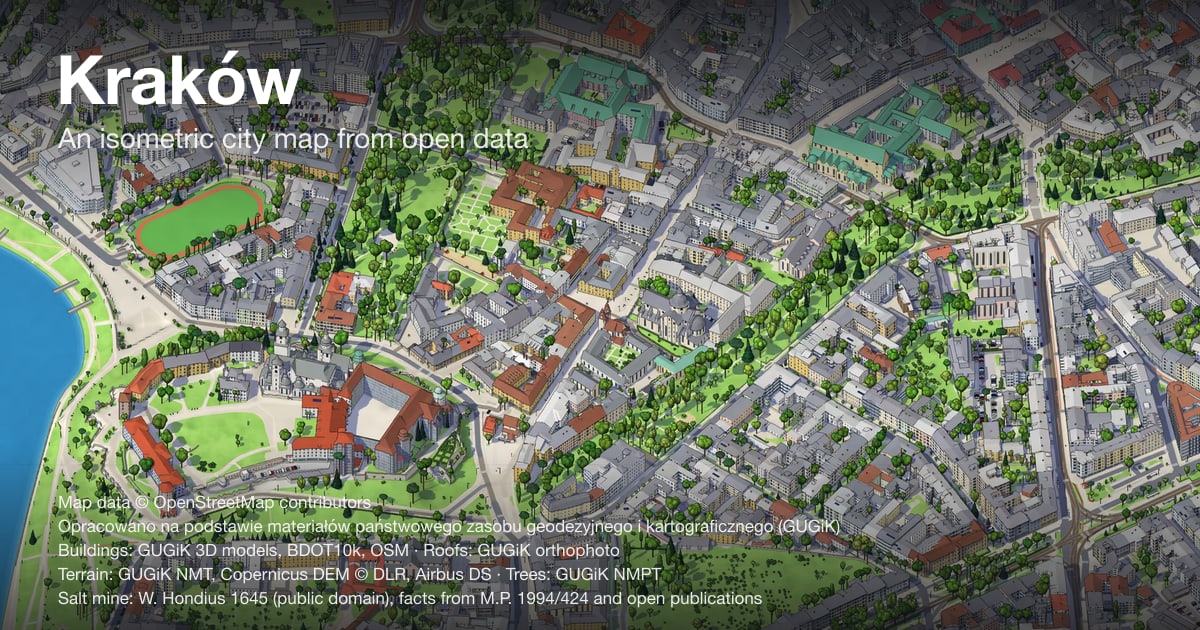 Kraków
An isometric city map from open data
Map data © OpenStreetMap contributors
Opracowano na podstawie materiałów państwowego zasobu geodezyjnego i kartograficznego (GUGiK)
Buildings: GUGiK 3D models, BDOT10k, OSM · Roofs: GUGiK orthophoto
Terrain: GUGiK NMT, Copernicus DEM © DLR, Airbus DS · Trees: GUGiK NMPT
Salt mine: W. Hondius 1645 (public domain), facts from M.P. 1994/424 and open publications